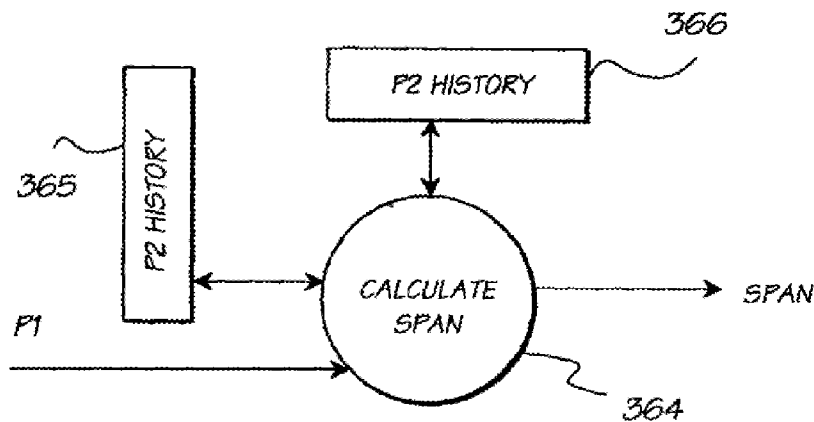 366
P2 HISTORY
365
P2 HISTORY
CALCULATE
SPAN
SPAN
P1
364